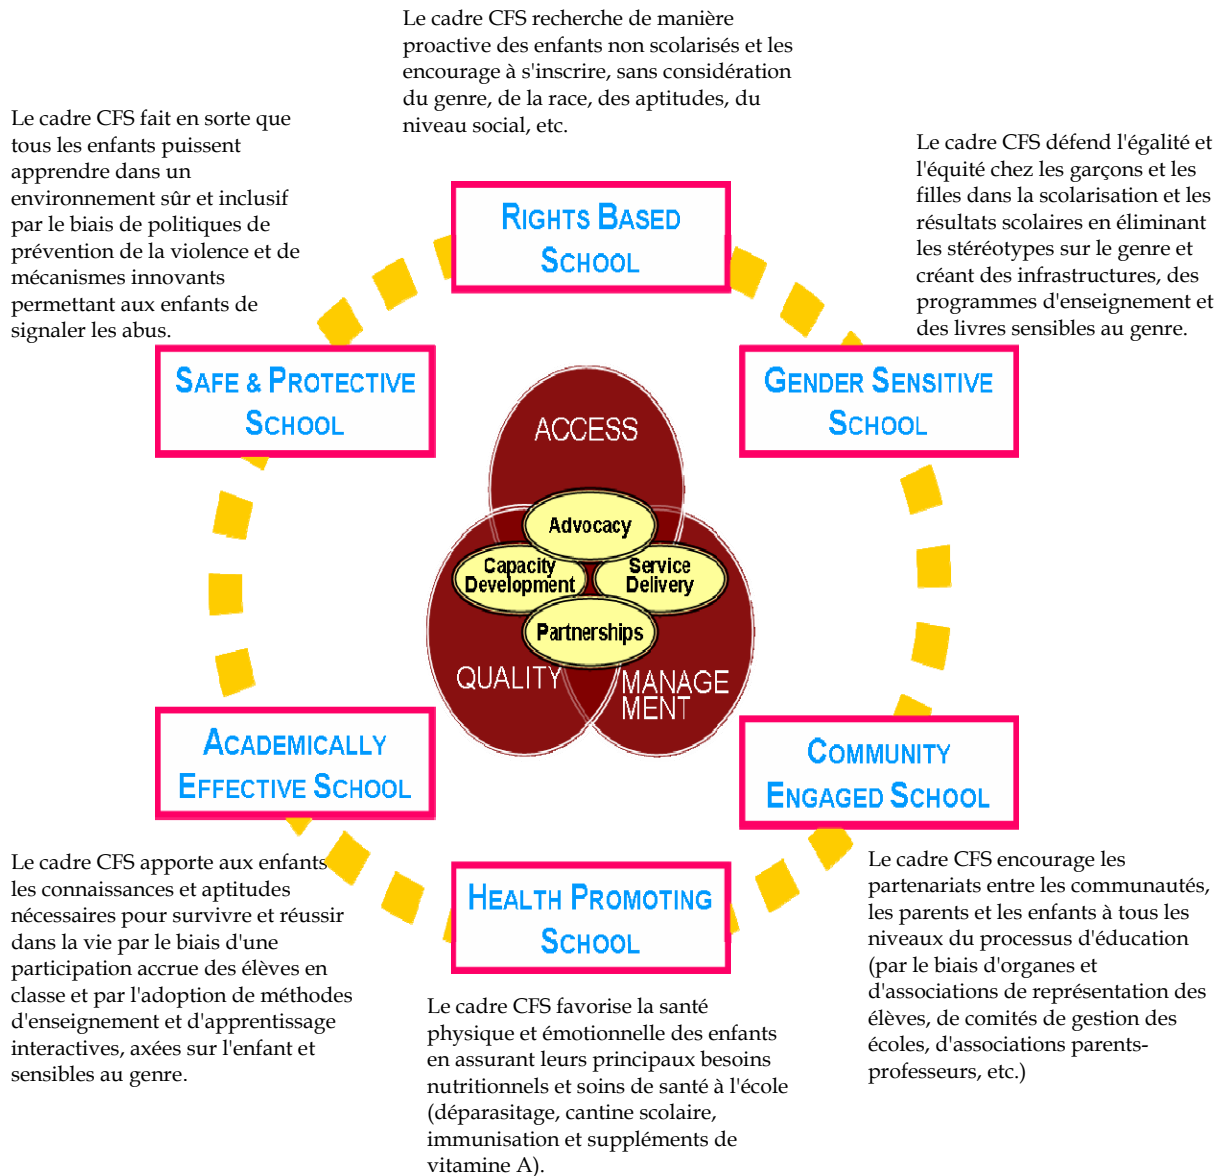 Le cadre CFS recherche de manière
proactive des enfants non scolarisés et les
encourage à s'inscrire, sans considération
du genre, de la race, des aptitudes, du
niveau social, etc.
Le cadre CFS fait en sorte que
tous les enfants puissent
apprendre dans un
environnement sûr et inclusif
par le biais de politiques de
prévention de la violence et de
mécanismes innovants
permettant aux enfants de
signaler les abus.
Le cadre CFS défend l'égalité et
l'équité chez les garçons et les
filles dans la scolarisation et les
résultats scolaires en éliminant
les stéréotypes sur le genre et
créant des infrastructures, des
programmes d'enseignement et
des livres sensibles au genre.
RIGHTS BASED
SCHOOL
SAFE & PROTECTIVE
SCHOOL
GENDER SENSITIVE
SCHOOL
ACCESS
Advocacy
Capacity
Development
Service
Delivery
Partnerships
QUALITY
MANAGE
MENT
ACADEMICALLY
EFFECTIVE SCHOOL
COMMUNITY
ENGAGED SCHOOL
HEALTH PROMOTING
SCHOOL
Le cadre CFS apporte aux enfants
les connaissances et aptitudes
nécessaires pour survivre et réussir
dans la vie par le biais d'une
participation accrue des élèves en
classe et par l'adoption de méthodes
d'enseignement et d'apprentissage
interactives, axées sur l'enfant et
sensibles au genre.
Le cadre CFS favorise la santé
physique et émotionnelle des enfants
en assurant leurs principaux besoins
nutritionnels et soins de santé à l'école
(déparasitage, cantine scolaire,
immunisation et suppléments de
vitamine A).
Le cadre CFS encourage les
partenariats entre les communautés,
les parents et les enfants à tous les
niveaux du processus d'éducation
(par le biais d'organes et
d'associations de représentation des
élèves, de comités de gestion des
écoles, d'associations parents-
professeurs, etc.)